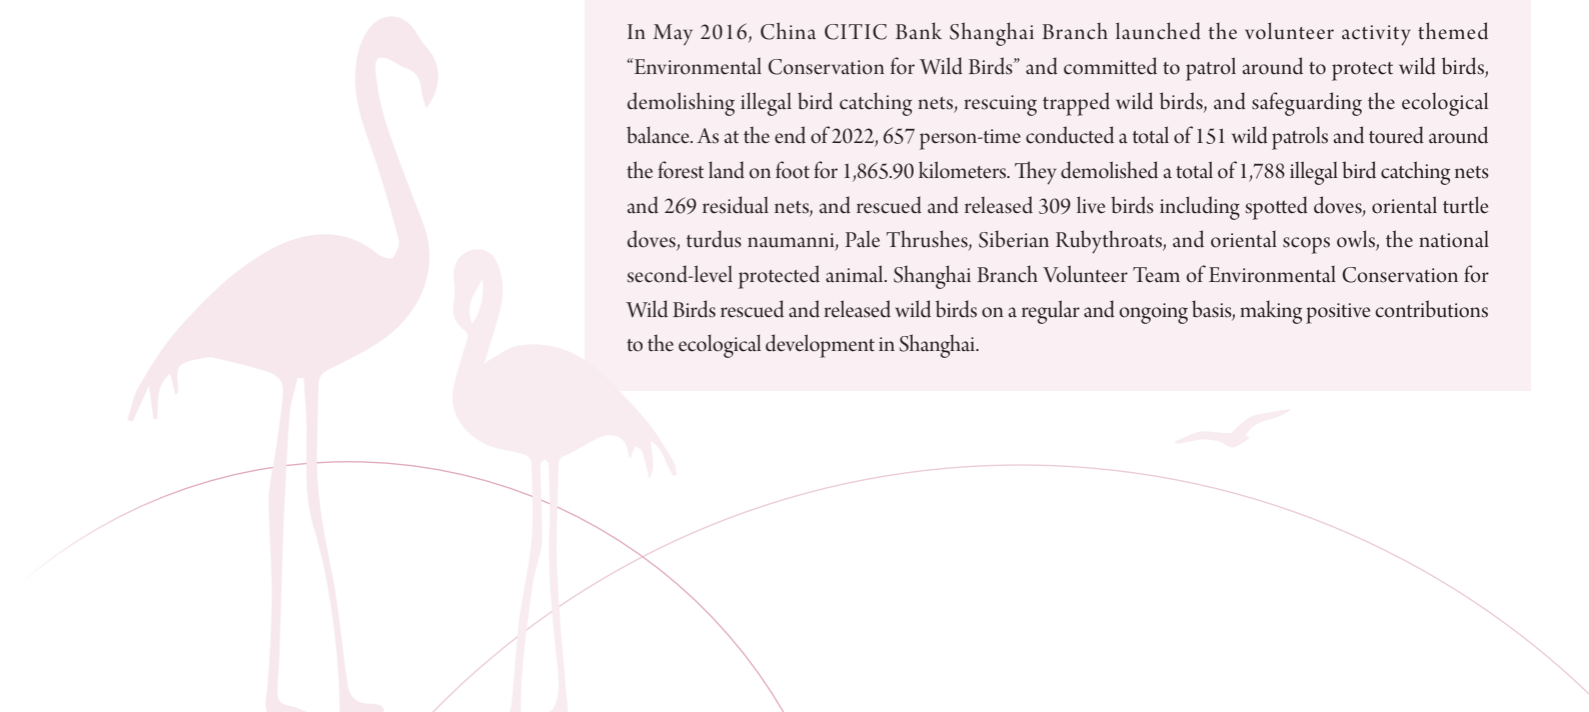 In May 2016, China CITIC Bank Shanghai Branch launched the volunteer activity themed
“Environmental Conservation for Wild Birds” and committed to patrol around to protect wild birds,
demolishing illegal bird catching nets, rescuing trapped wild birds, and safeguarding the ecological
balance. As at the end of 2022, 657 person-time conducted a total of 151 wild patrols and toured around
the forest land on foot for 1,865.90 kilometers. They demolished a total of 1,788 illegal bird catching nets
and 269 residual nets, and rescued and released 309 live birds including spotted doves, oriental turtle
doves, turdus naumanni, Pale Thrushes, Siberian Rubythroats, and oriental scops owls, the national
second-level protected animal. Shanghai Branch Volunteer Team of Environmental Conservation for
Wild Birds rescued and released wild birds on a regular and ongoing basis, making positive contributions
to the ecological development in Shanghai.